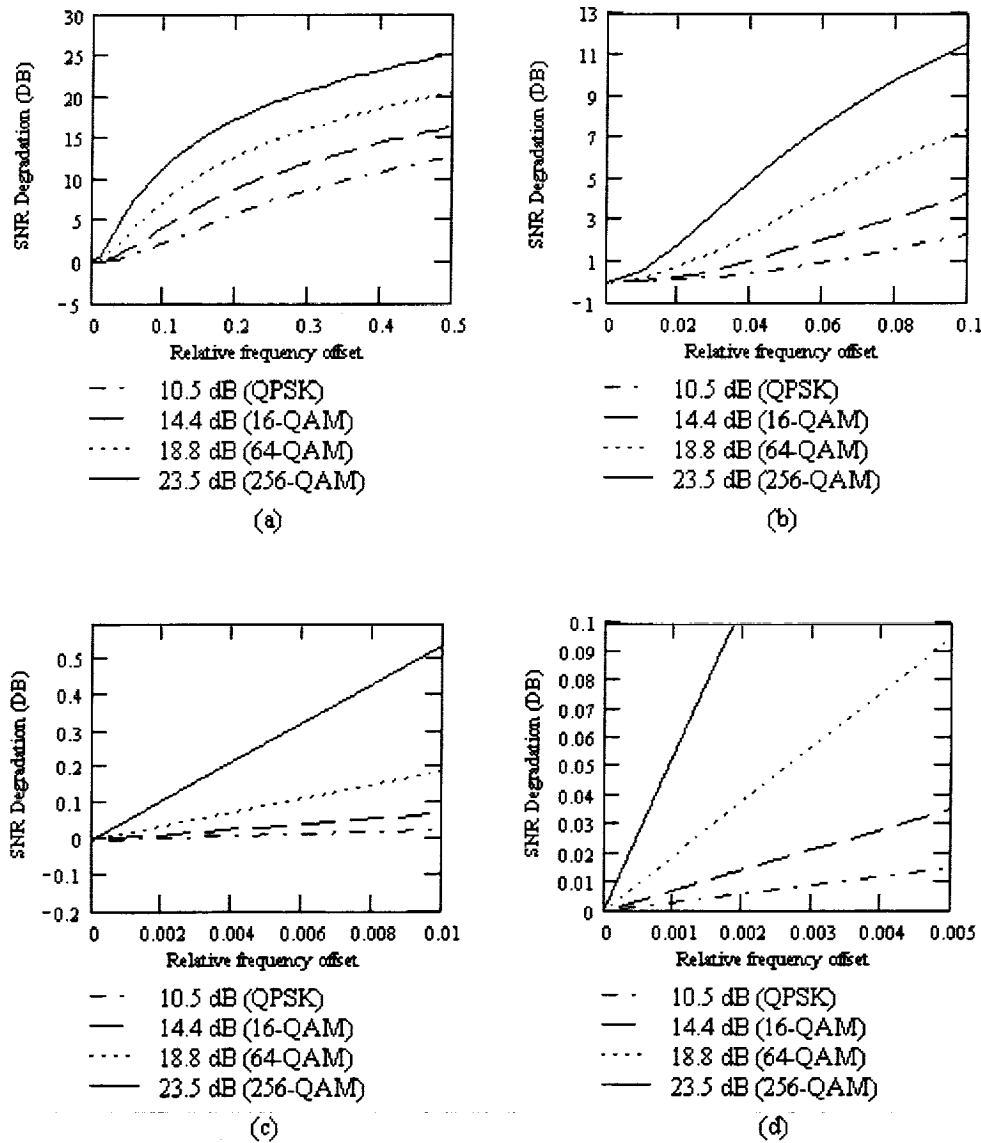 30
25
20
15
10
5
0
-5
SNR Degradation (DB)
0 0.1 0.2 0.3 0.4 0.5
Relative frequency offset
10.5 dB (QPSK)
14.4 dB (16-QAM)
18.8 dB (64-QAM)
23.5 dB (256-QAM)
(a)
13
11
9
7
5
3
1
-1
SNR Degradation (DB)
0 0.02 0.04 0.06 0.08 0.1
Relative frequency offset
10.5 dB (QPSK)
14.4 dB (16-QAM)
18.8 dB (64-QAM)
23.5 dB (256-QAM)
(b)
0.5
0.4
0.3
0.2
0.1
0
-0.1
-0.2
SNR Degradation (DB)
0 0.002 0.004 0.006 0.008 0.01
Relative frequency offset
10.5 dB (QPSK)
14.4 dB (16-QAM)
18.8 dB (64-QAM)
23.5 dB (256-QAM)
(c)
0.1
0.09
0.08
0.07
0.06
0.05
0.04
0.03
0.02
0.01
0
SNR Degradation (DB)
0 0.001 0.002 0.003 0.004 0.005
Relative frequency offset
10.5 dB (QPSK)
14.4 dB (16-QAM)
18.8 dB (64-QAM)
23.5 dB (256-QAM)
(d)